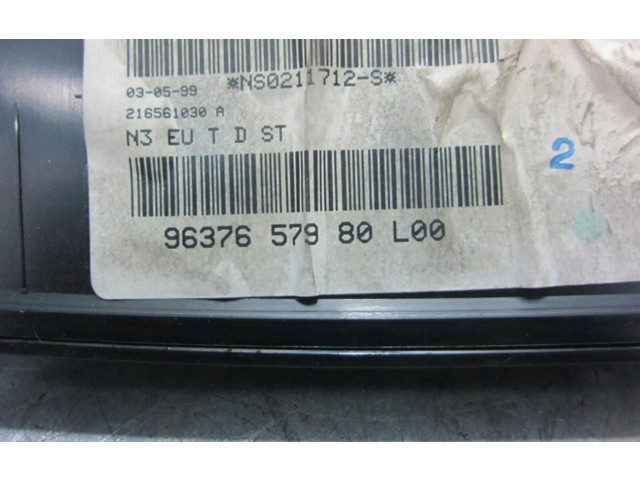 *NS0211712-S*
03-05-99
216561030 A
N3 EU T D ST
2
96376 579 80 L00